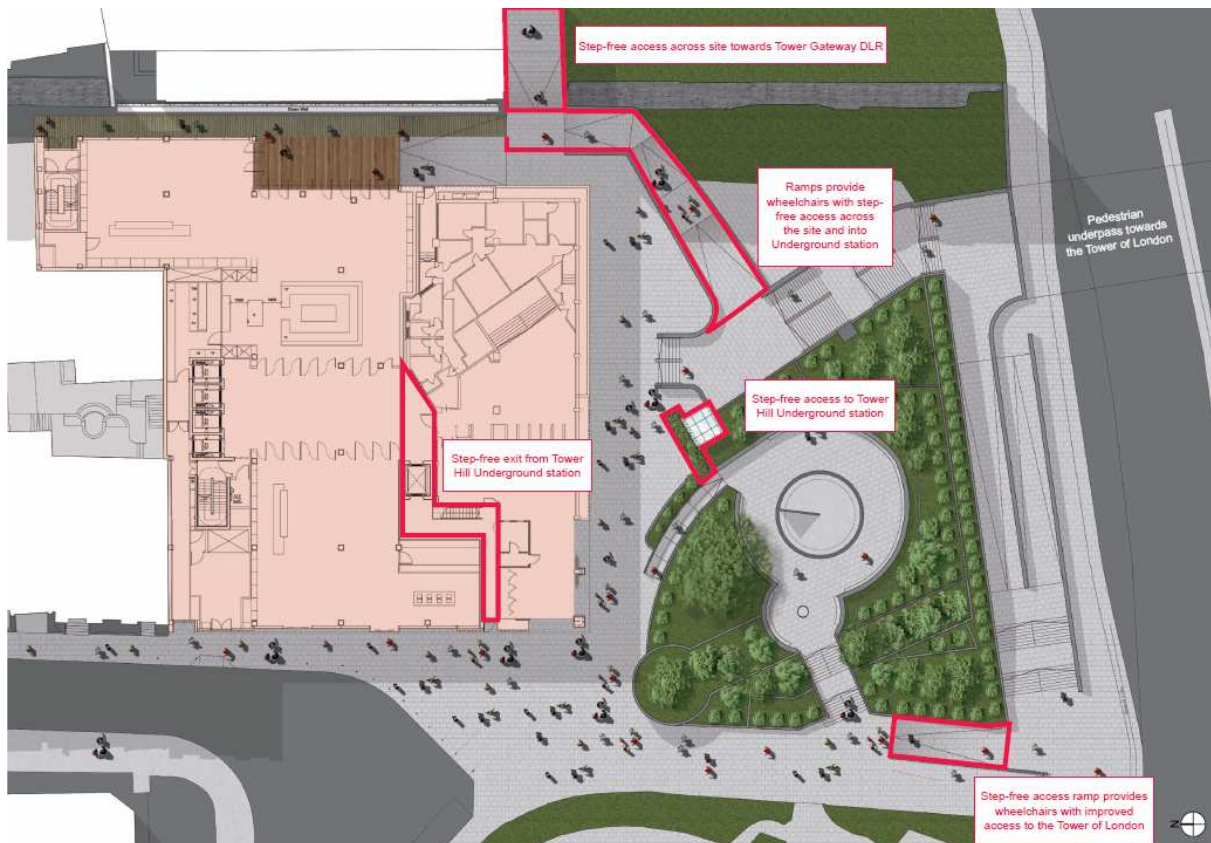 Step-free access across site towards Tower Gateway DLR
Ramps provide
wheelchairs with step-
free access across
the site and into
Underground station
Pedestrian
underpass towards
the Tower of London
Step-free access to Tower
Hill Underground station
Step-free exit from Tower
Hill Underground station
Step-free access ramp provides
wheelchairs with improved
access to the Tower of London
N